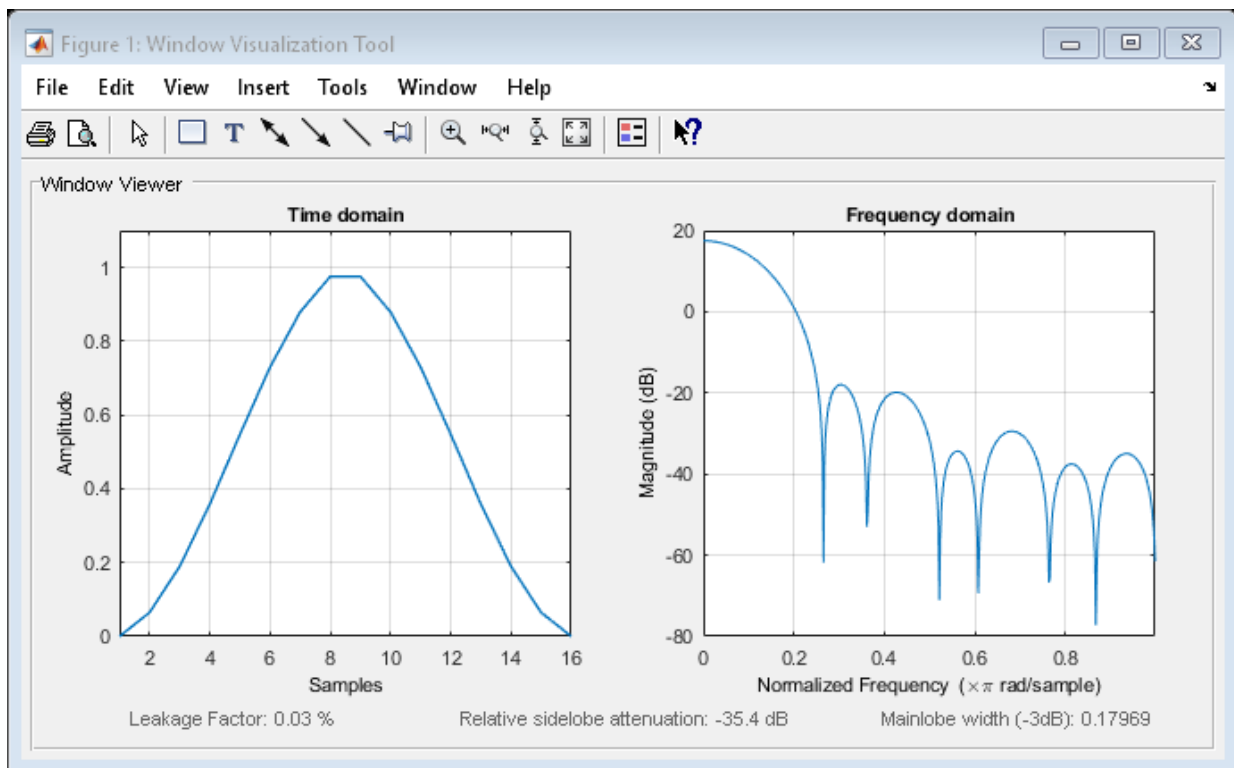 Figure 1: Window Visualization Tool
File Edit View Insert Tools Window Help
T
?
Window Viewer
Time domain
1
0.8
0.6
0.4
0.2
0
Amplitude
2 4 6 8 10 12 14 16
Samples
Frequency domain
20
0
-20
-40
-60
-80
Magnitude (dB)
0 0.2 0.4 0.6 0.8
Normalized Frequency (×π rad/sample)
Leakage Factor: 0.03 %
Relative sidelobe attenuation: -35.4 dB
Mainlobe width (-3dB): 0.17969